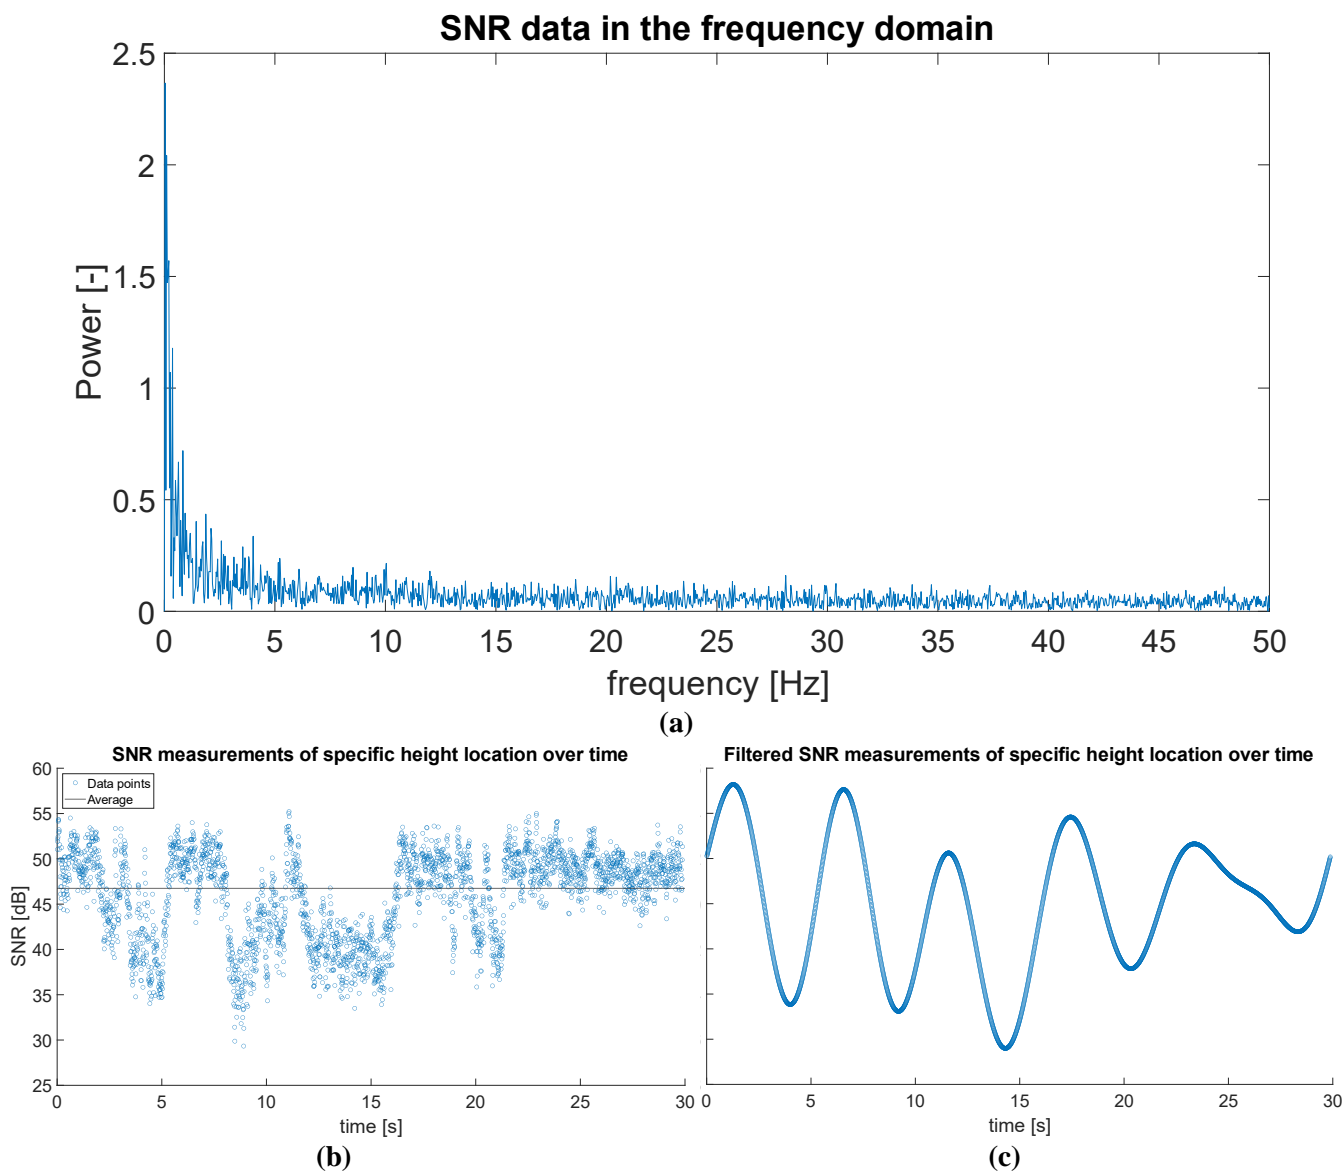 SNR data in the frequency domain
2.5
2
1.5
1
0.5
0
Power [-]
0 5 10 15 20 25 30 35 40 45 50
frequency [Hz]
(a)
SNR measurements of specific height location over time
60
55
50
45
40
35
30
25
SNR [dB]
Data points
Average
0 5 10 15 20 25 30
time [s]
(b)
Filtered SNR measurements of specific height location over time
0 5 10 15 20 25 30
time [s]
(c)